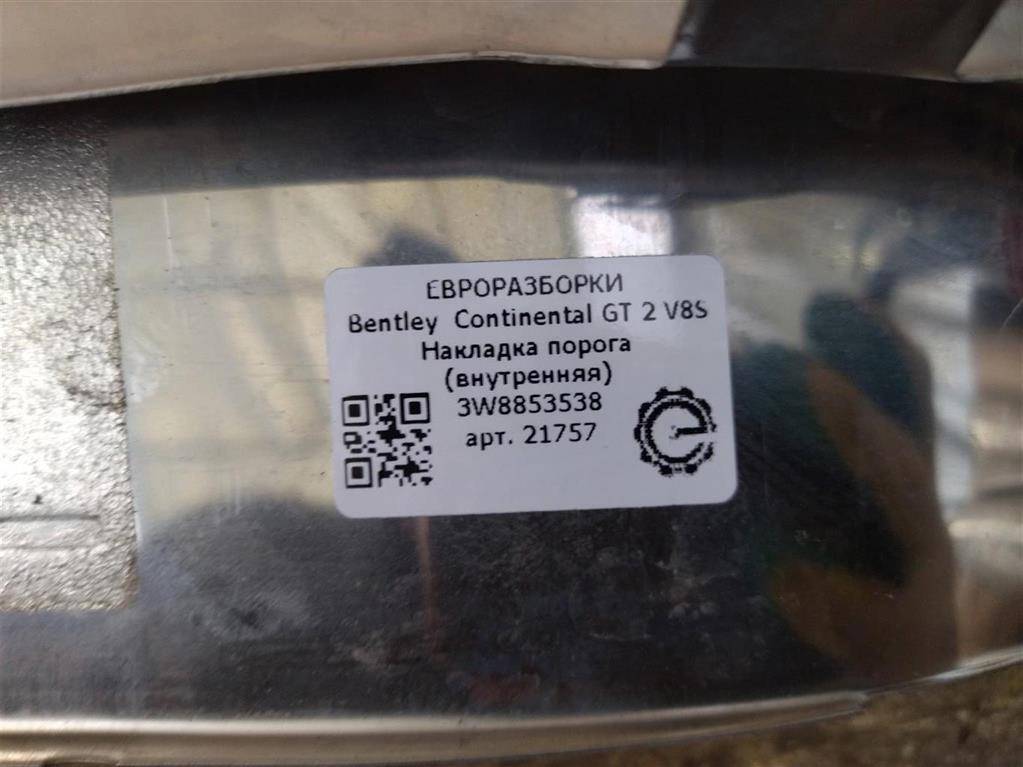 ЕВРОРАЗБОРКИ
Bentley Continental GT 2 V8S
Накладка порога
(внутренняя)
3W8853538
арт. 21757